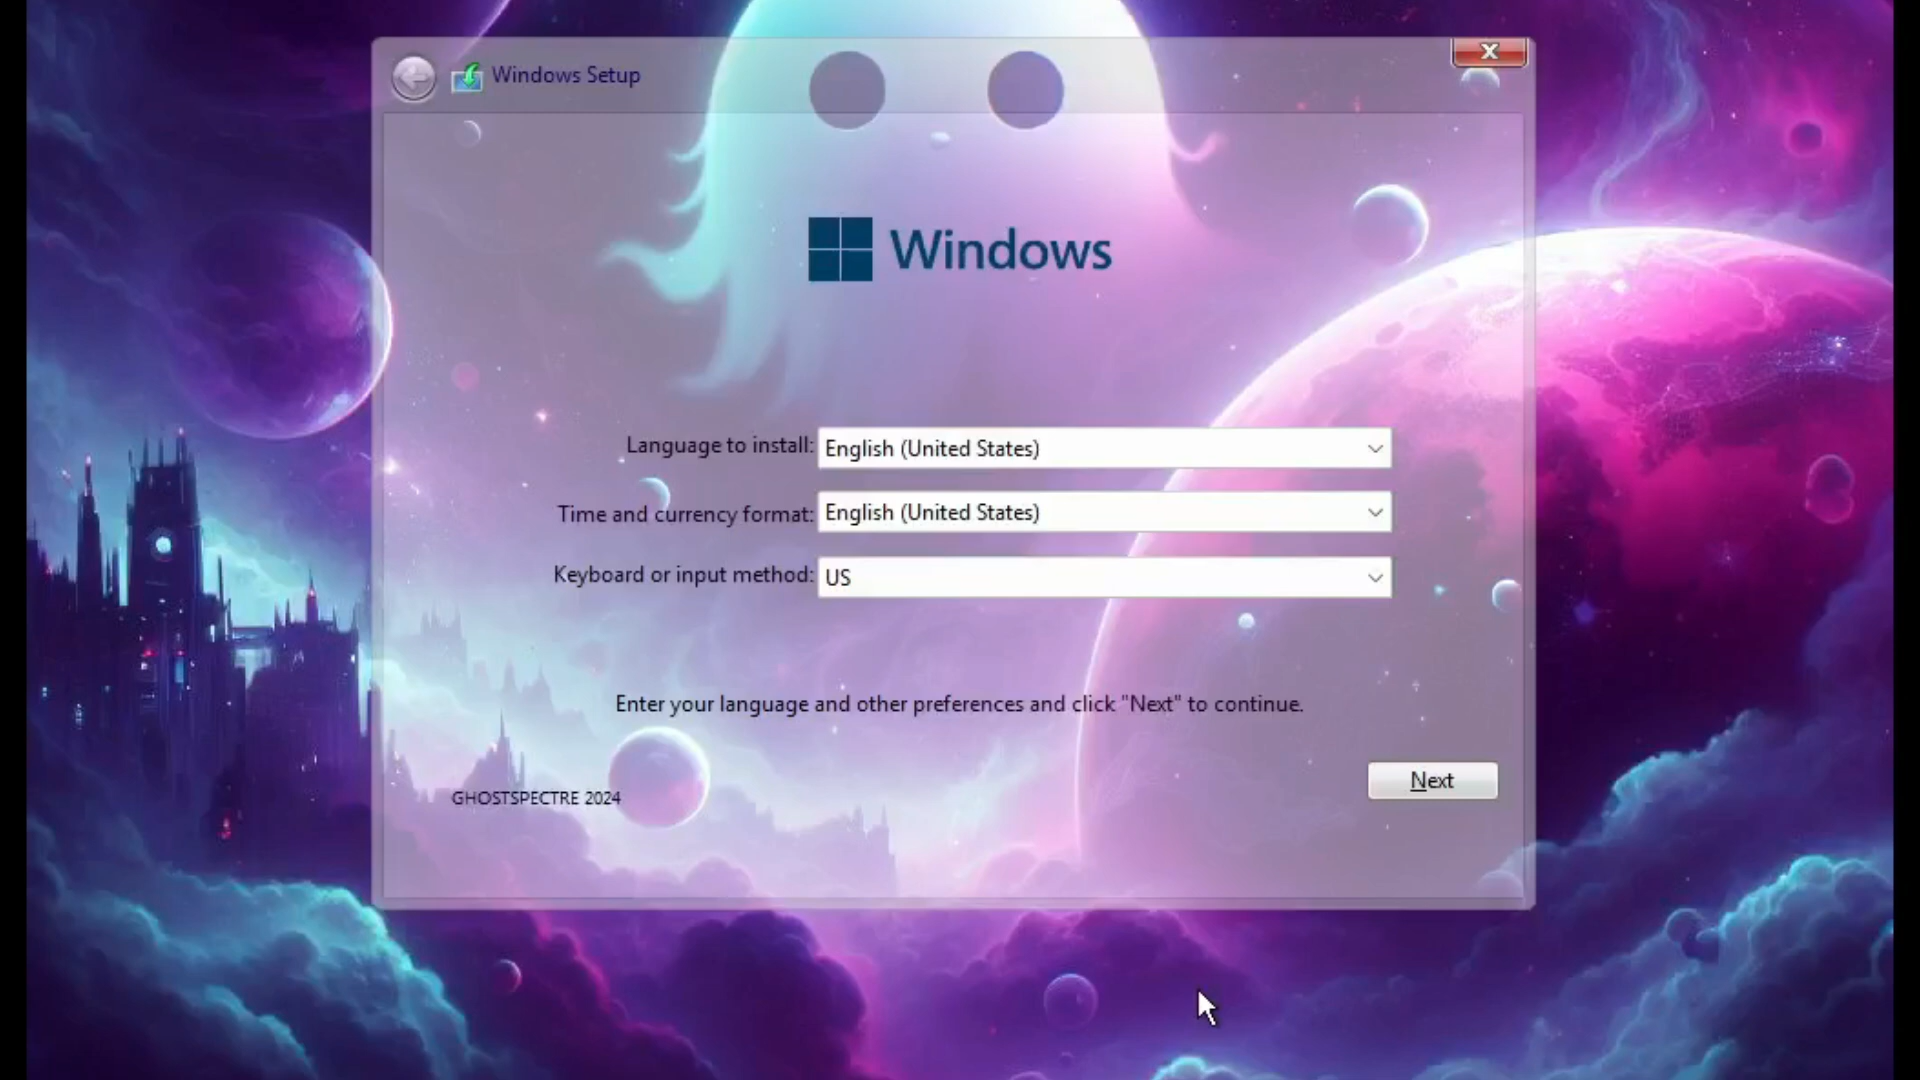 Windows Setup
X
Windows
Language to install: English (United States)
Time and currency format: English (United States)
Keyboard or input method: US
Enter your language and other preferences and click "Next" to continue.
Next
GHOSTSPECTRE 2024